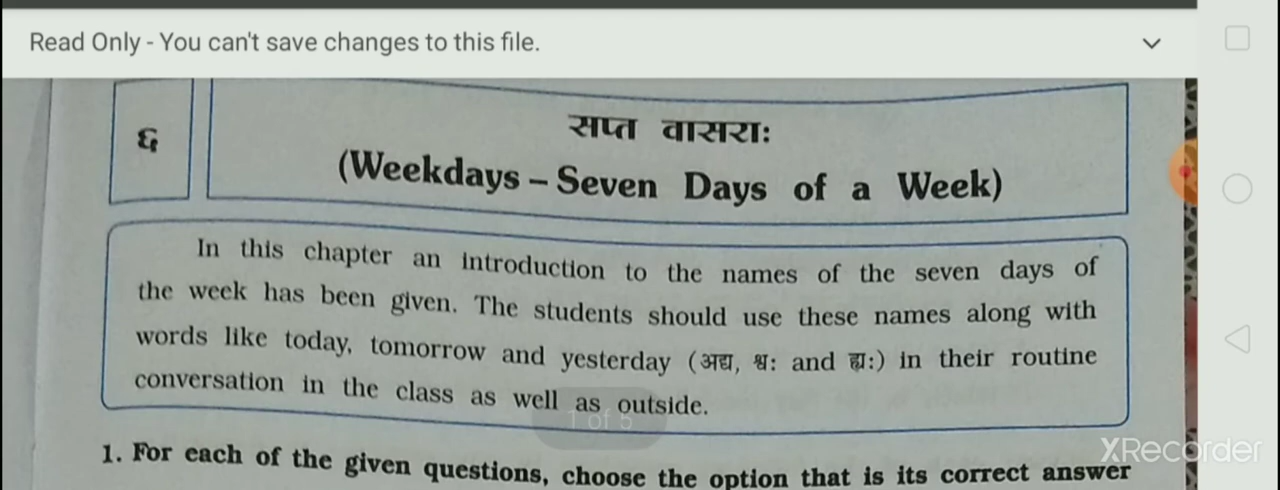 Read Only - You can't save changes to this file.
६
सप्त वासराः
(Weekdays – Seven Days of a Week)
In this chapter an introduction to the names of the seven days of
the week has been given. The students should use these names along with
words like today, tomorrow and yesterday (अद्य, श्वः and ह्यः) in their routine
conversation in the class as well as outside.
1 of 5
1. For each of the given questions, choose the option that is its correct answer
XRecorder